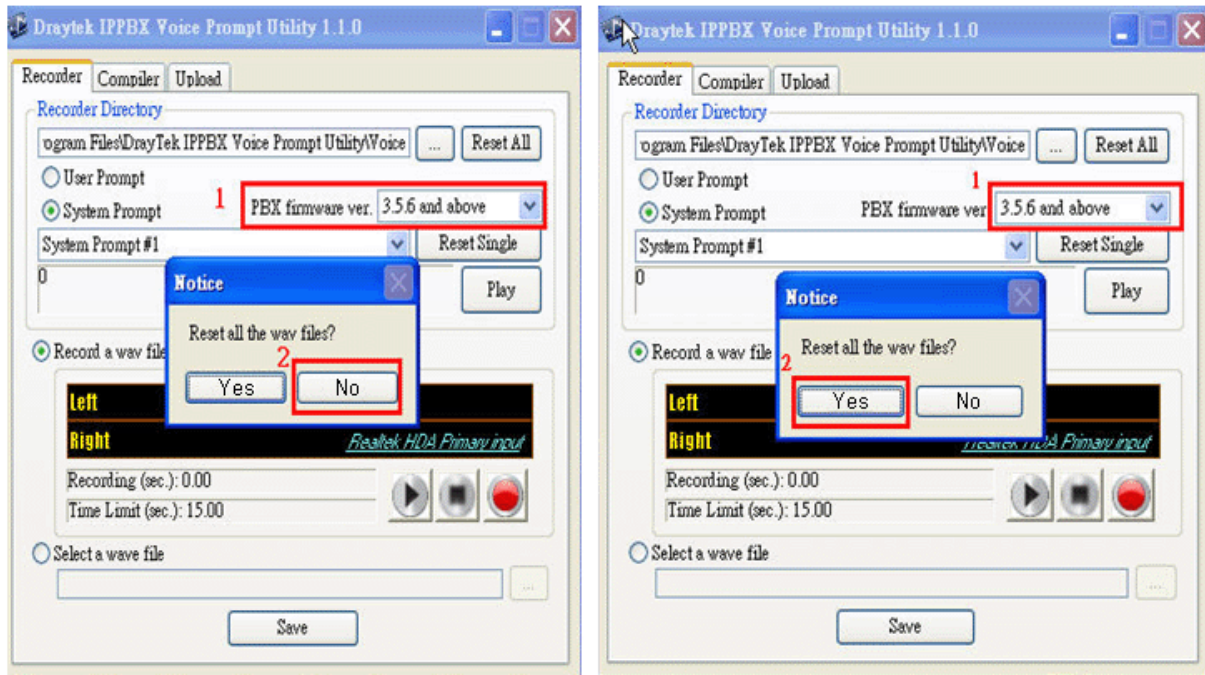 Draytek IPPBX Voice Prompt Utility 1.1.0
Recorder Compiler Upload
Recorder Directory
ogram Files\DrayTek IPPBX Voice Prompt Utility\Voice ... Reset All
User Prompt
System Prompt 1 PBX firmware ver. 3.5.6 and above
System Prompt #1 Reset Single
0 Play
Notice
Reset all the wav files?
2
Yes No
Record a wav file
Left
Right Realtek HDA Primary input
Recording (sec.): 0.00
Time Limit (sec.): 15.00
Select a wave file
...
Save
Draytek IPPBX Voice Prompt Utility 1.1.0
Recorder Compiler Upload
Recorder Directory
ogram Files\DrayTek IPPBX Voice Prompt Utility\Voice ... Reset All
User Prompt
1
System Prompt PBX firmware ver 3.5.6 and above
System Prompt #1 Reset Single
0 Play
Notice
Reset all the wav files?
2
Yes No
Record a wav file
Left
Right Realtek HDA Primary input
Recording (sec.): 0.00
Time Limit (sec.): 15.00
Select a wave file
...
Save